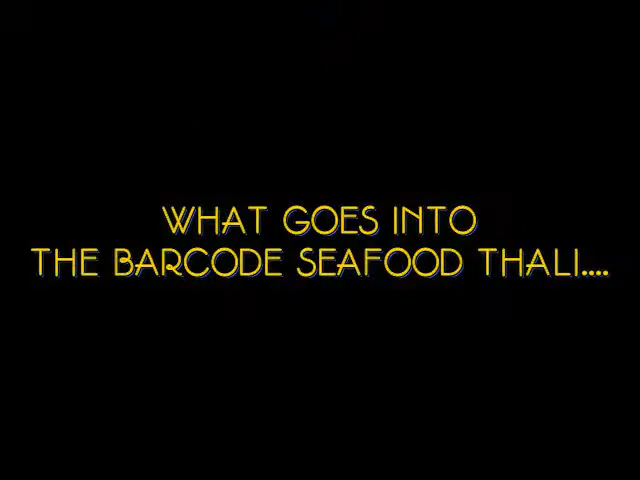 WHAT GOES INTO
THE BARCODE SEAFOOD THALI....